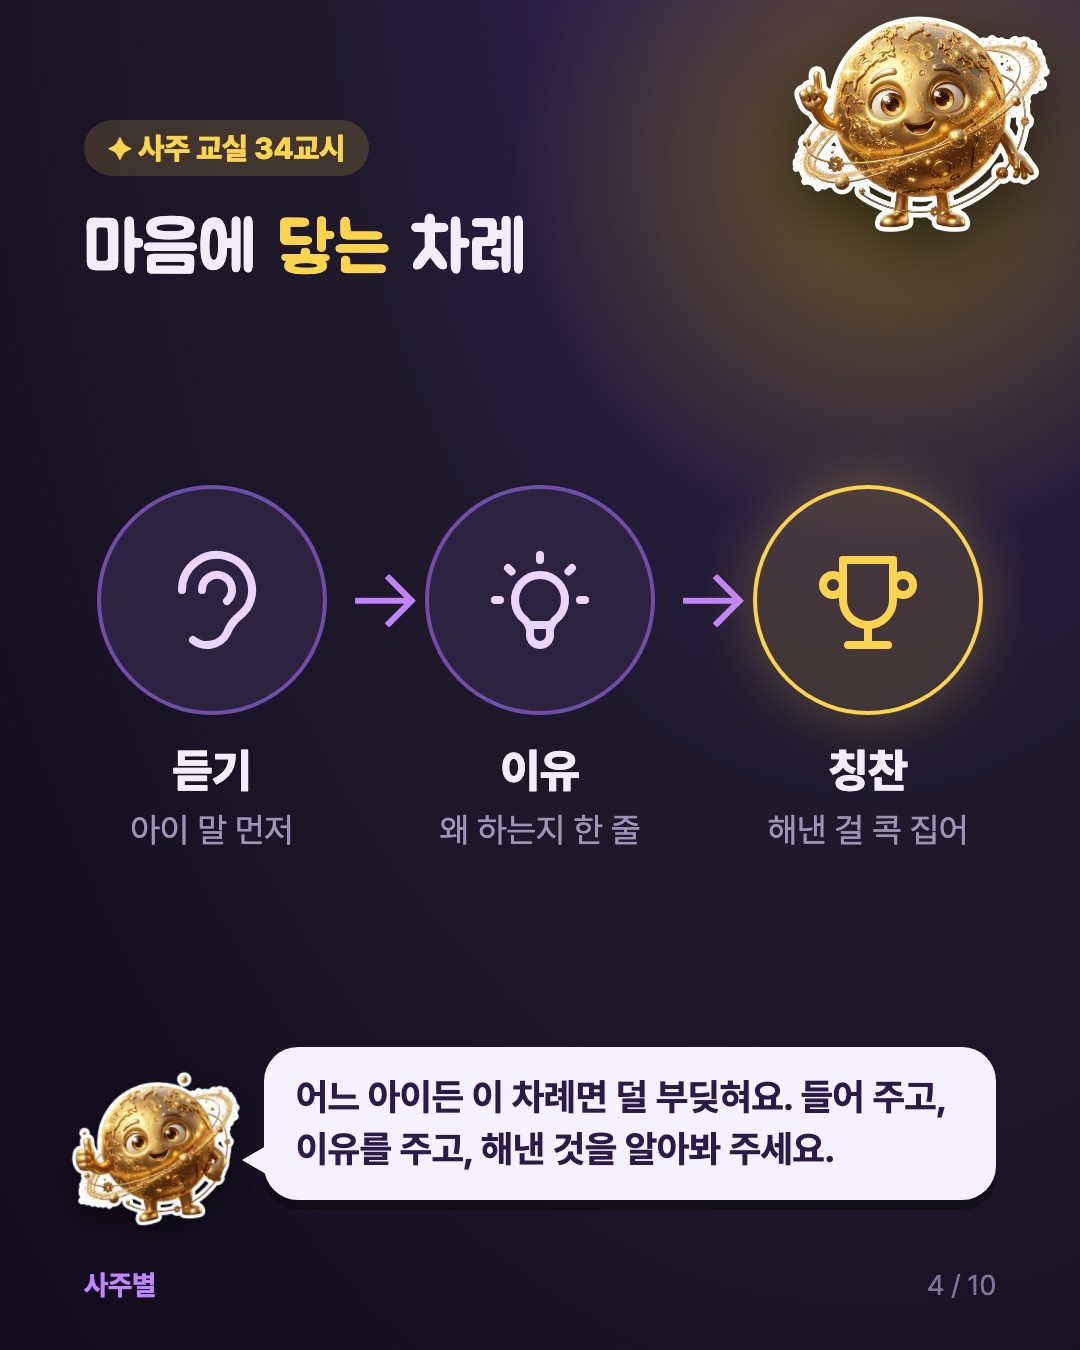 ✦ 사주 교실 34교시
마음에 닿는 차례
듣기
아이 말 먼저
이유
왜 하는지 한 줄
칭찬
해낸 걸 콕 집어
어느 아이든 이 차례면 덜 부딪혀요. 들어 주고,
이유를 주고, 해낸 것을 알아봐 주세요.
사주별
4 / 10